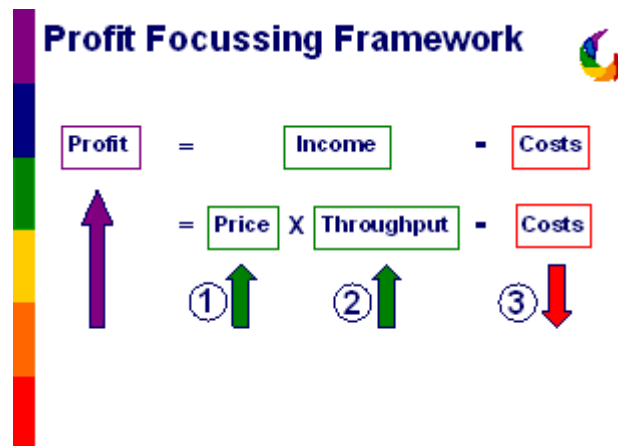 Profit Focussing Framework
Profit = Income - Costs
= Price X Throughput - Costs
1 2 3